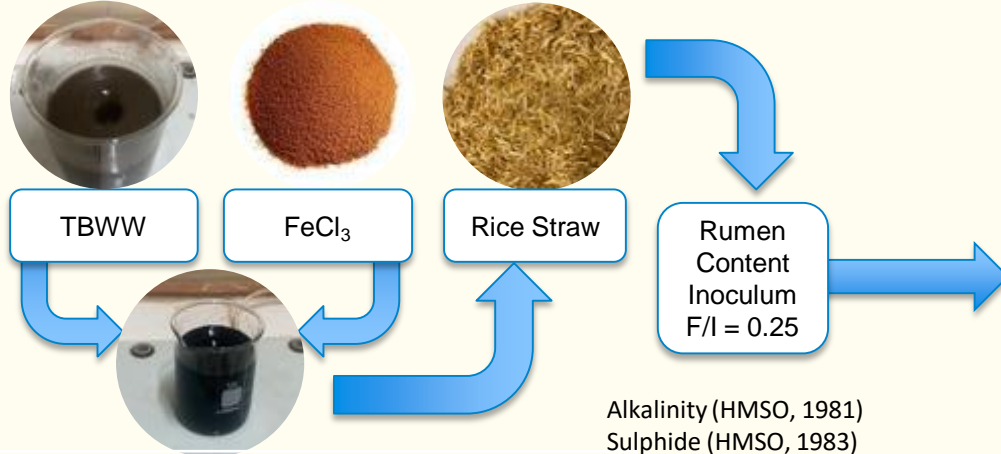 TBWW
FeCl₃
Rice Straw
Rumen
Content
Inoculum
F/I = 0.25
Alkalinity (HMSO, 1981)
Sulphide (HMSO, 1983)